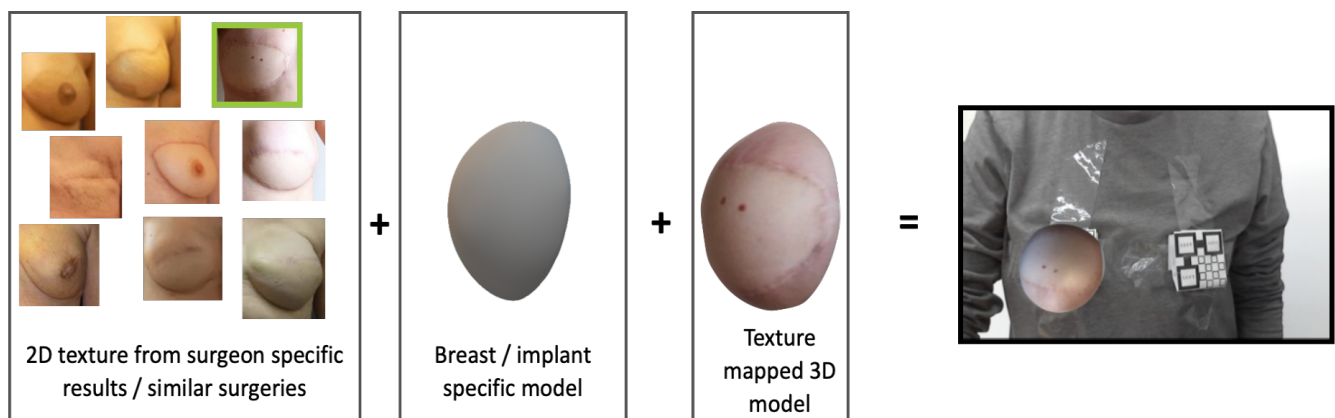 +
+
=
2D texture from surgeon specific
results / similar surgeries
Breast / implant
specific model
Texture
mapped 3D
model